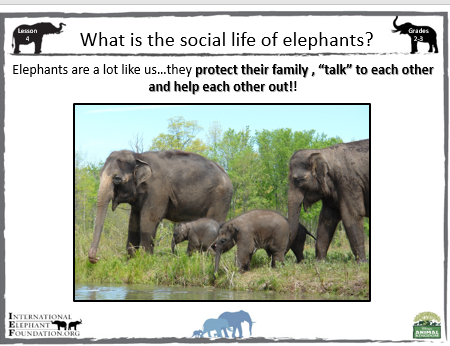 Lesson
4
What is the social life of elephants?
Grades
2-3
Elephants are a lot like us…they protect their family , “talk” to each other
and help each other out!!
INTERNATIONAL
ELEPHANT
FOUNDATION.ORG
ANIMAL